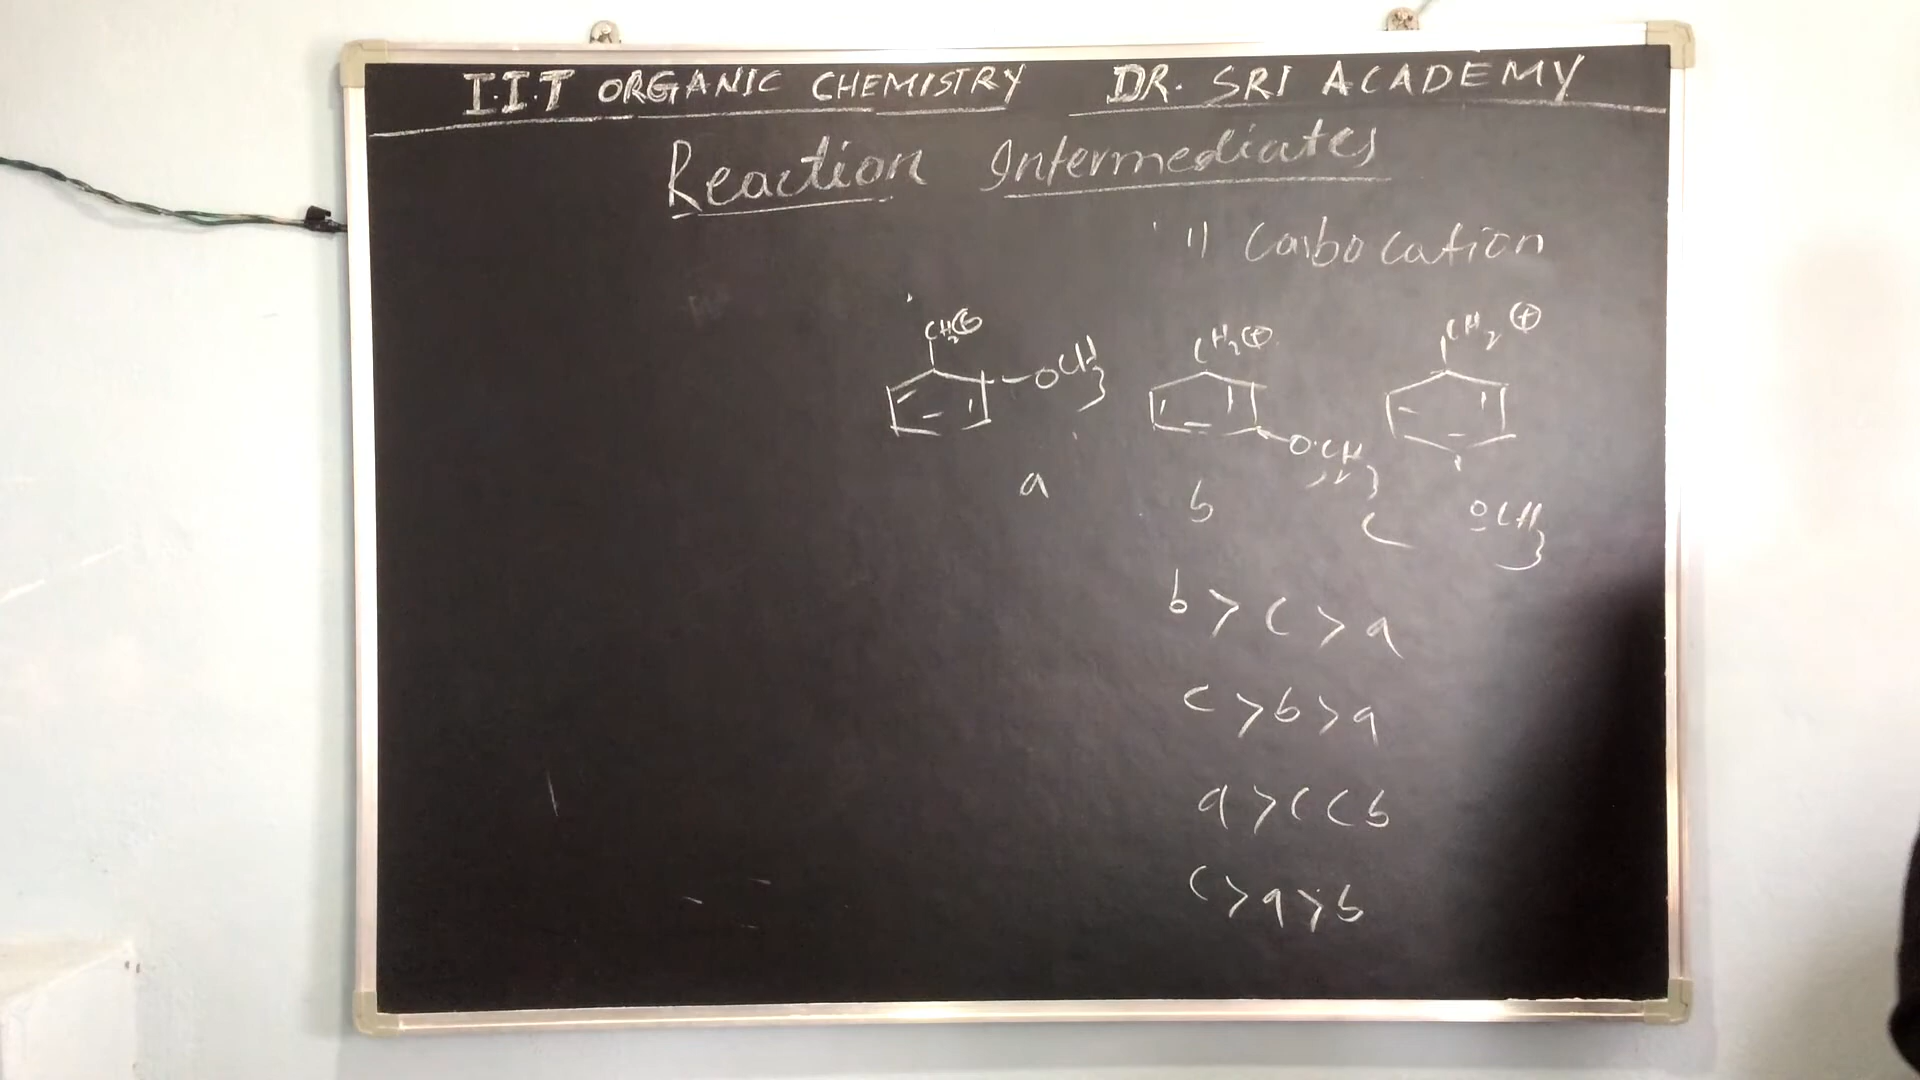 I.I.T ORGANIC CHEMISTRY DR. SRI ACADEMY
Reaction Intermediates
1) Carbocation
CH2⊕ CH2⊕ CH2⊕
OCH3
OCH3
OCH3
a b c
b > c > a
c > b > a
a > c < b
c > a > b